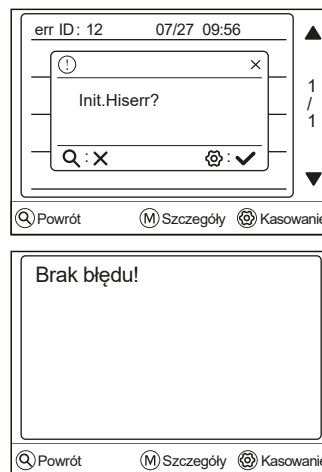 err ID: 12 07/27 09:56
Init.Hiserr?
1
/
1
Powrót M Szczegóły Kasowanie
Brak błędu!
Powrót M Szczegóły Kasowanie